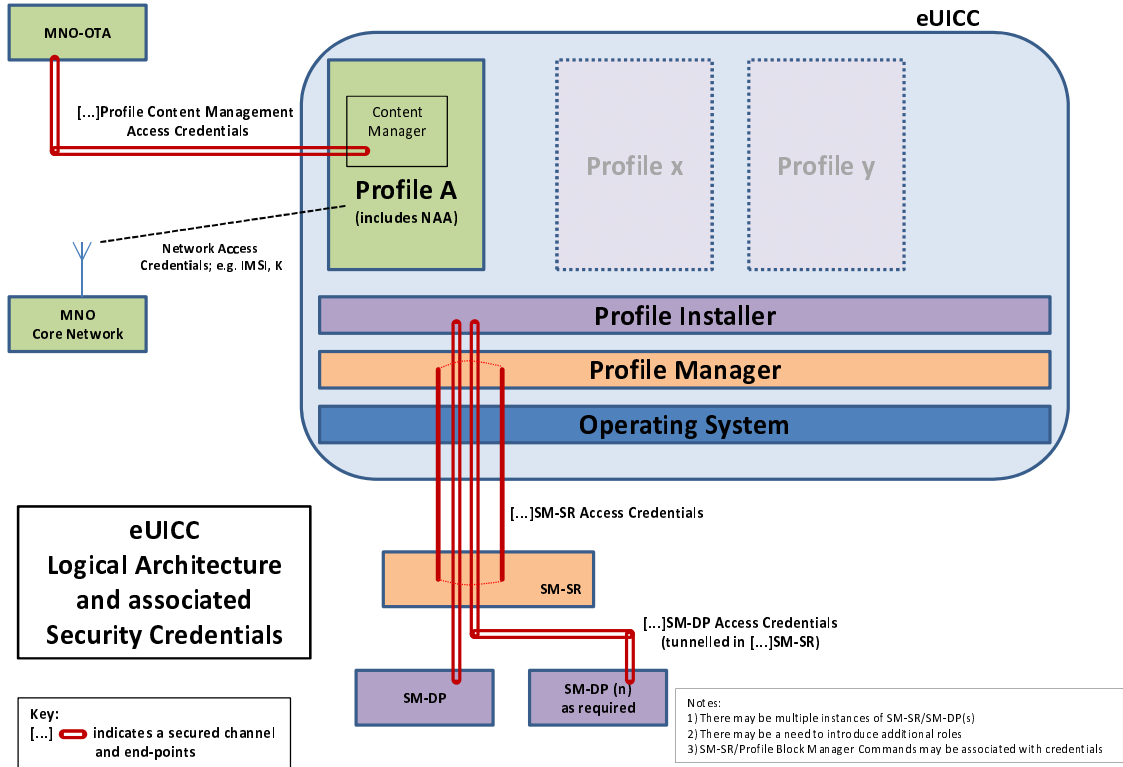 eUICC
MNO-OTA
[...]Profile Content Management
Access Credentials
Content
Manager
Profile A
(includes NAA)
Profile x
Profile y
Network Access
Credentials; e.g. IMSI, K
MNO
Core Network
Profile Installer
Profile Manager
Operating System
[...]SM-SR Access Credentials
eUICC
Logical Architecture
and associated
Security Credentials
SM-SR
[...]SM-DP Access Credentials
(tunnelled in [...]SM-SR)
SM-DP
SM-DP (n)
as required
Key:
[...] indicates a secured channel
and end-points
Notes:
1) There may be multiple instances of SM-SR/SM-DP(s)
2) There may be a need to introduce additional roles
3) SM-SR/Profile Block Manager Commands may be associated with credentials